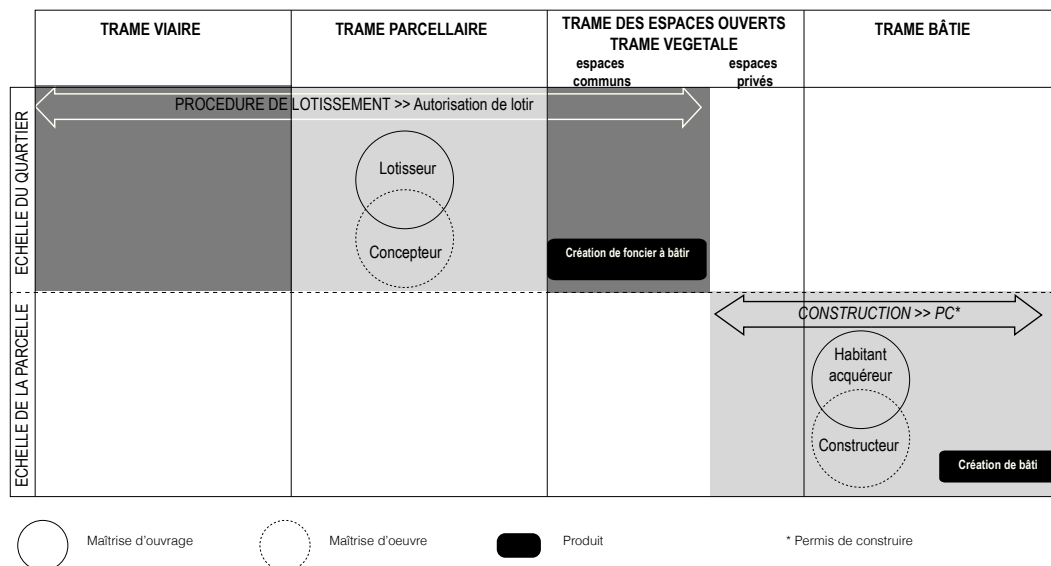 TRAME VIAIRE
TRAME PARCELLAIRE
TRAME DES ESPACES OUVERTS
TRAME VEGETALE
espaces
communs
espaces
privés
TRAME BÂTIE
ECHELLE DU QUARTIER
PROCEDURE DE LOTISSEMENT >> Autorisation de lotir
Lotisseur
Concepteur
Création de foncier à bâtir
ECHELLE DE LA PARCELLE
CONSTRUCTION >> PC*
Habitant
acquéreur
Constructeur
Création de bâti
Maîtrise d'ouvrage
Maîtrise d'oeuvre
Produit
* Permis de construire